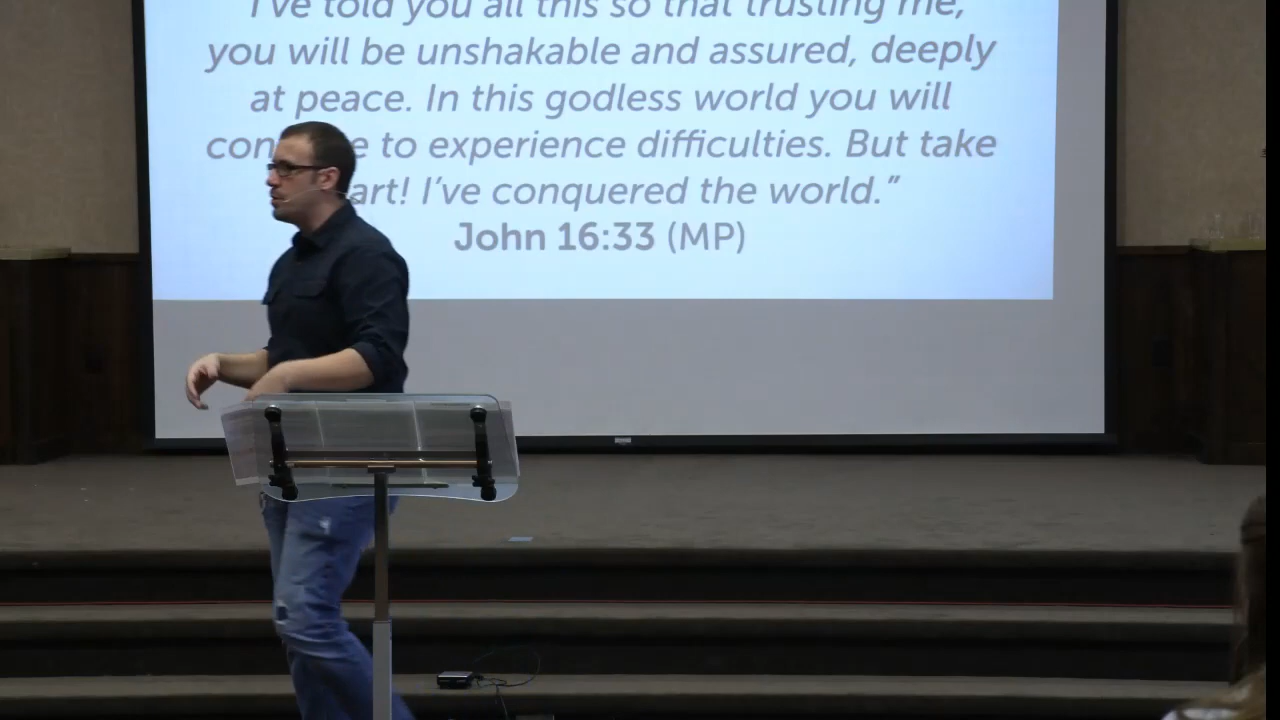 I've told you all this so that trusting me,
you will be unshakable and assured, deeply
at peace. In this godless world you will
to experience difficulties. But take
I've conquered the world.”
John 16:33 (MP)